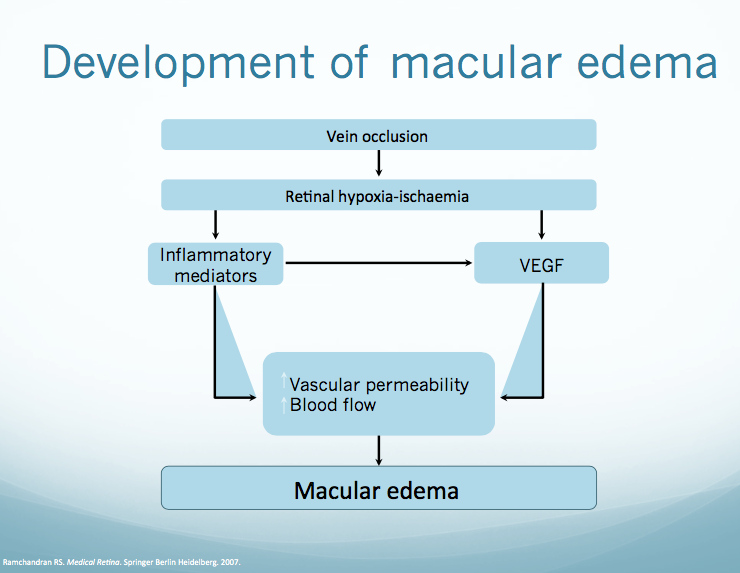 Development of macular edema
Vein occlusion
Retinal hypoxia-ischaemia
Inflammatory
mediators
VEGF
↑ Vascular permeability
↑ Blood flow
Macular edema
Ramchandran RS. Medical Retina. Springer Berlin Heidelberg. 2007.